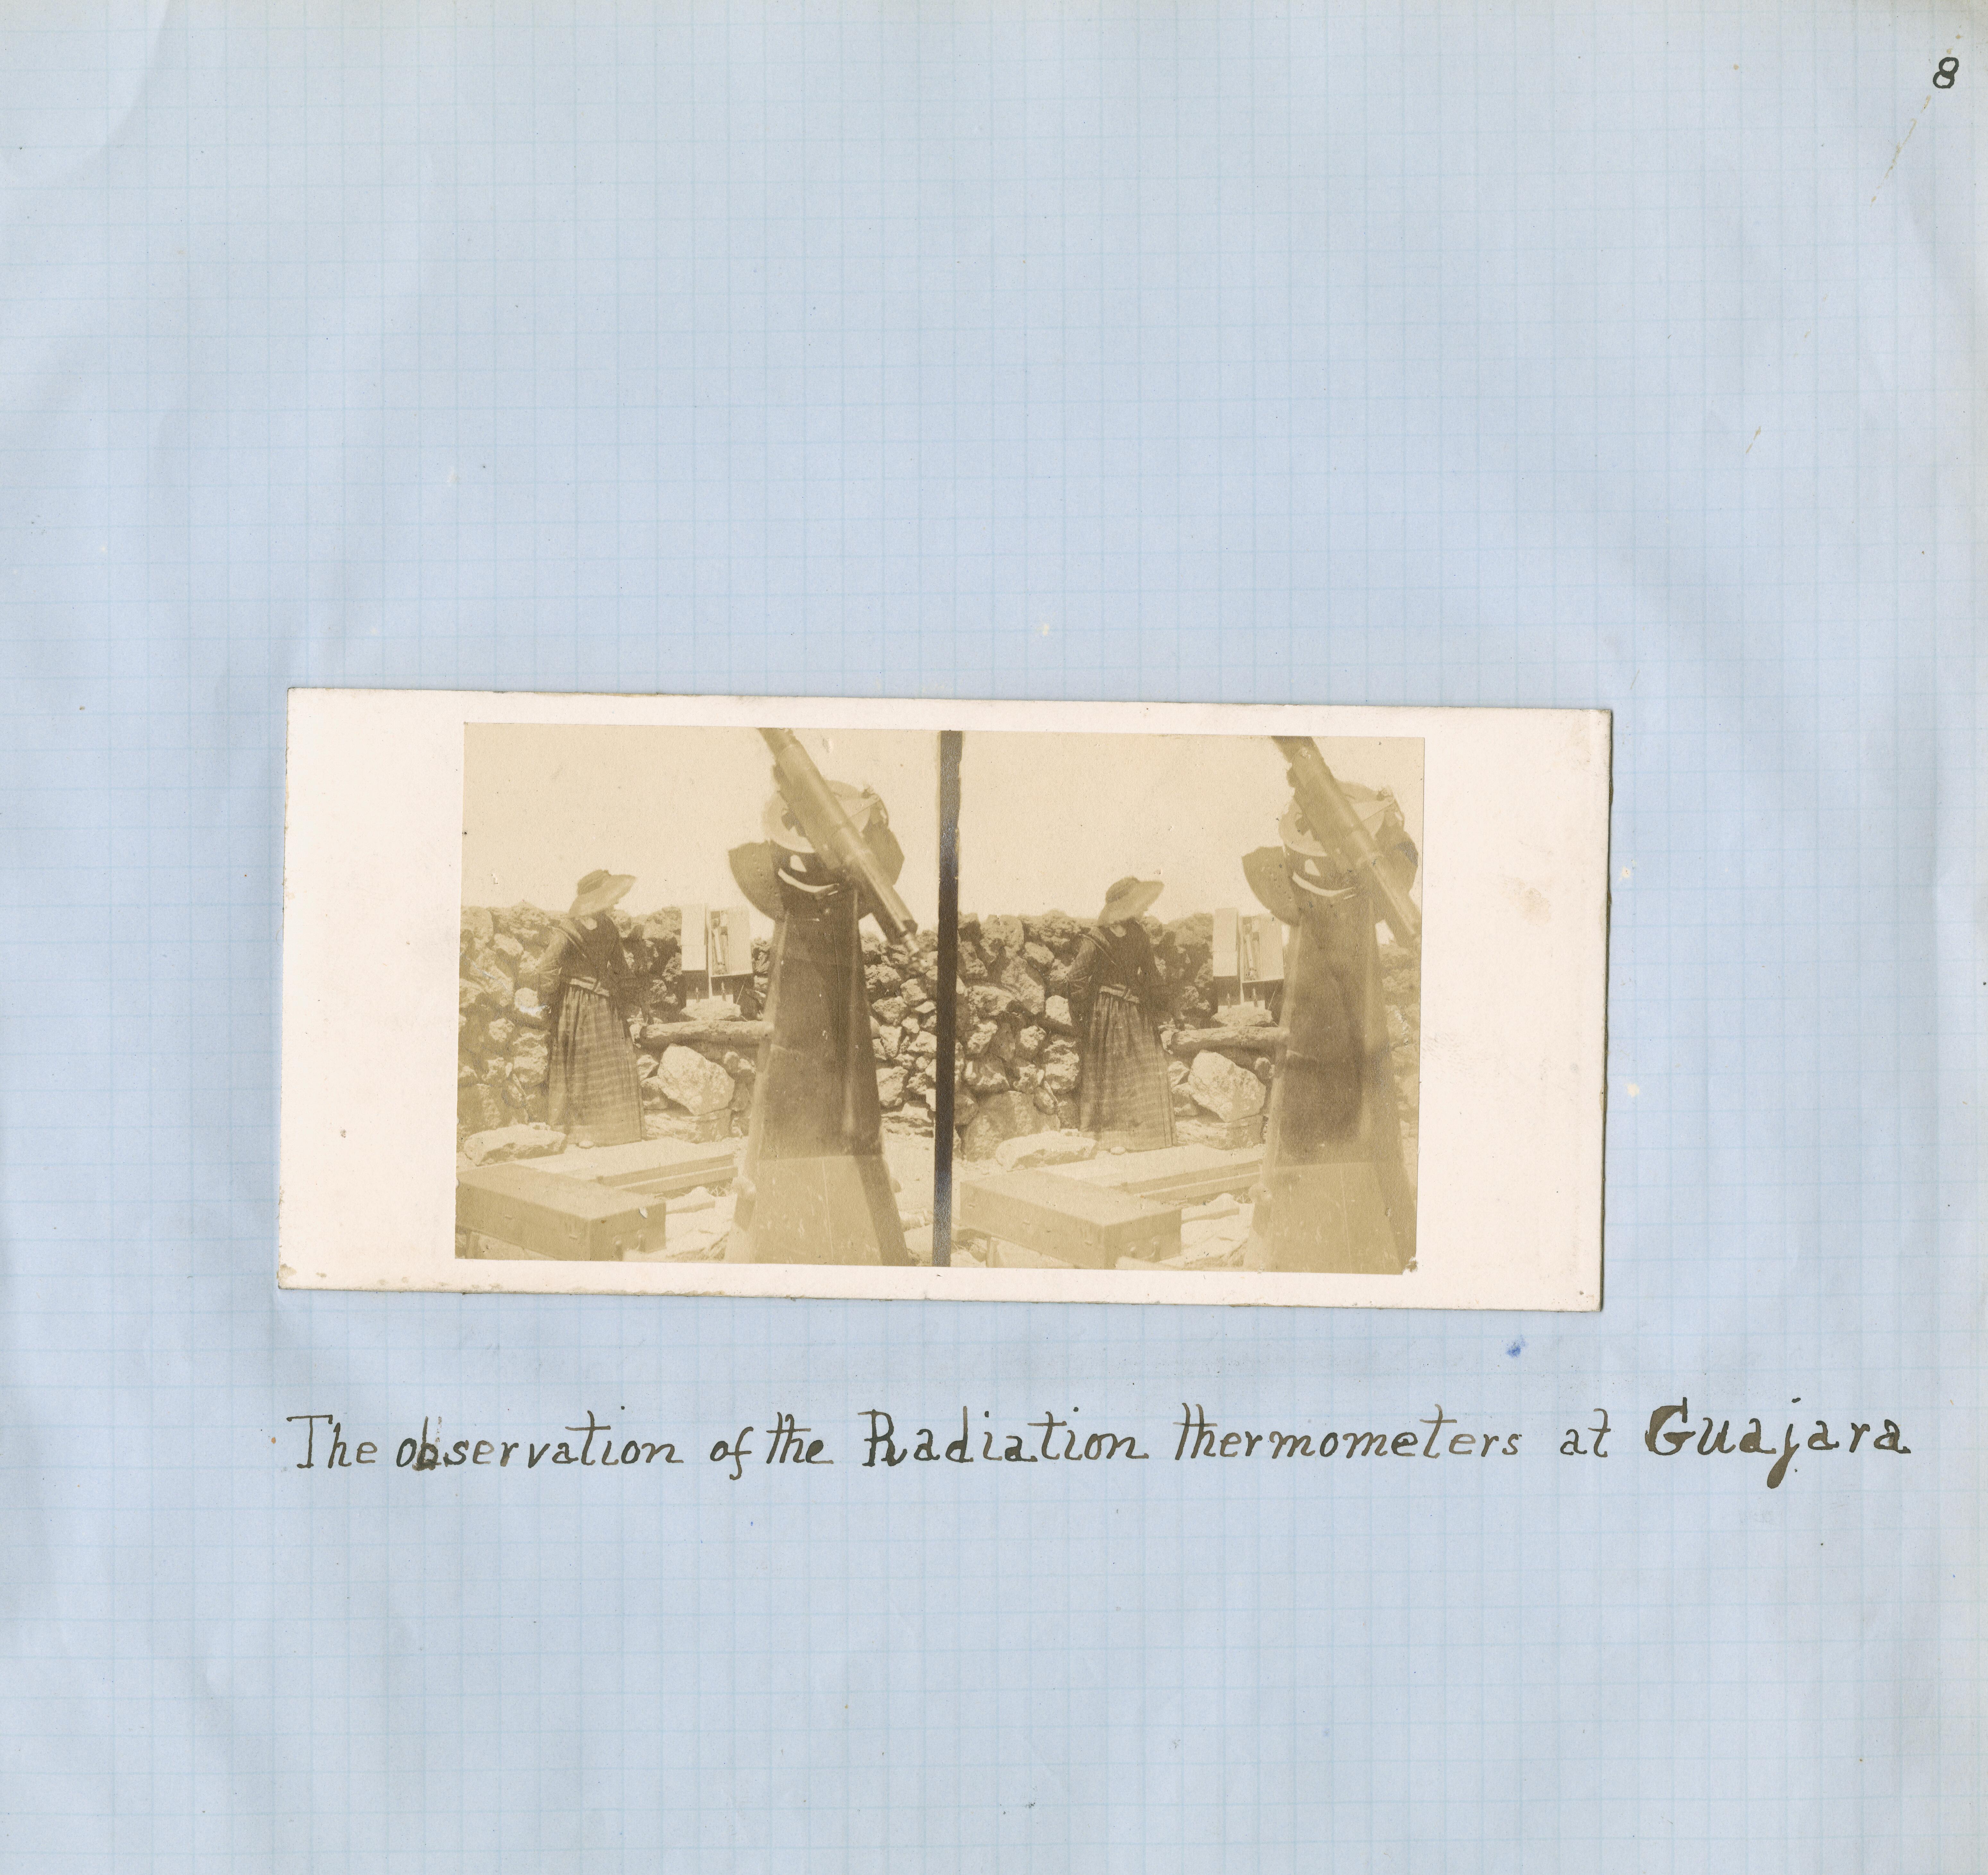 8
The observation of the Radiation thermometers at Guajara